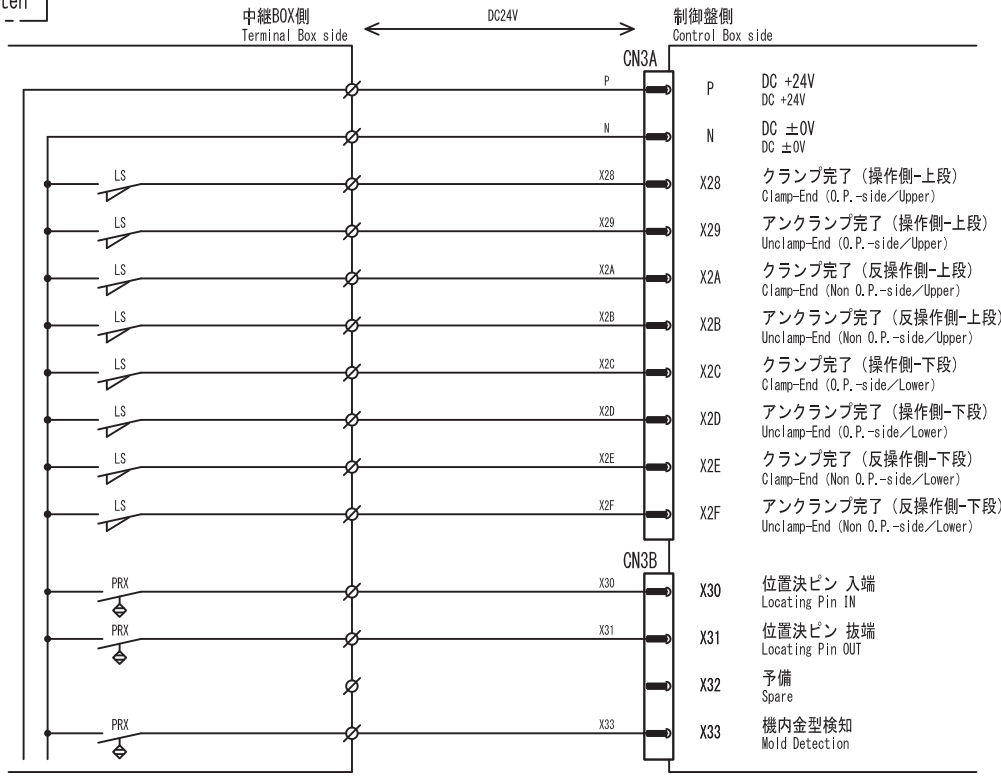 ten
中継BOX側
Terminal Box side
DC24V
制御盤側
Control Box side
CN3A
P P DC +24V
DC +24V
N N DC ±0V
DC ±0V
LS X28 X28 クランプ完了（操作側-上段）
Clamp-End (O.P.-side／Upper)
LS X29 X29 アンクランプ完了（操作側-上段）
Unclamp-End (O.P.-side／Upper)
LS X2A X2A クランプ完了（反操作側-上段）
Clamp-End (Non O.P.-side／Upper)
LS X2B X2B アンクランプ完了（反操作側-上段）
Unclamp-End (Non O.P.-side／Upper)
LS X2C X2C クランプ完了（操作側-下段）
Clamp-End (O.P.-side／Lower)
LS X2D X2D アンクランプ完了（操作側-下段）
Unclamp-End (O.P.-side／Lower)
LS X2E X2E クランプ完了（反操作側-下段）
Clamp-End (Non O.P.-side／Lower)
LS X2F X2F アンクランプ完了（反操作側-下段）
Unclamp-End (Non O.P.-side／Lower)
CN3B
PRX X30 X30 位置決ピン 入端
Locating Pin IN
PRX X31 X31 位置決ピン 抜端
Locating Pin OUT
X32 予備
Spare
PRX X33 X33 機内金型検知
Mold Detection